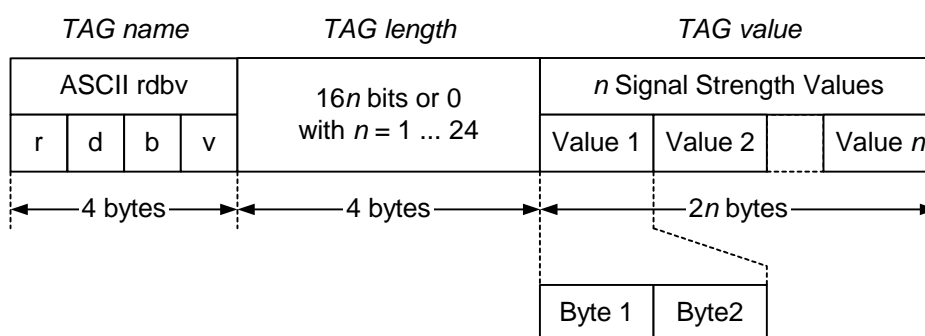 TAG name TAG length TAG value
ASCII rdbv
16n bits or 0
with n = 1 ... 24
n Signal Strength Values
r d b v
Value 1 Value 2 Value n
4 bytes 4 bytes 2n bytes
Byte 1 Byte2